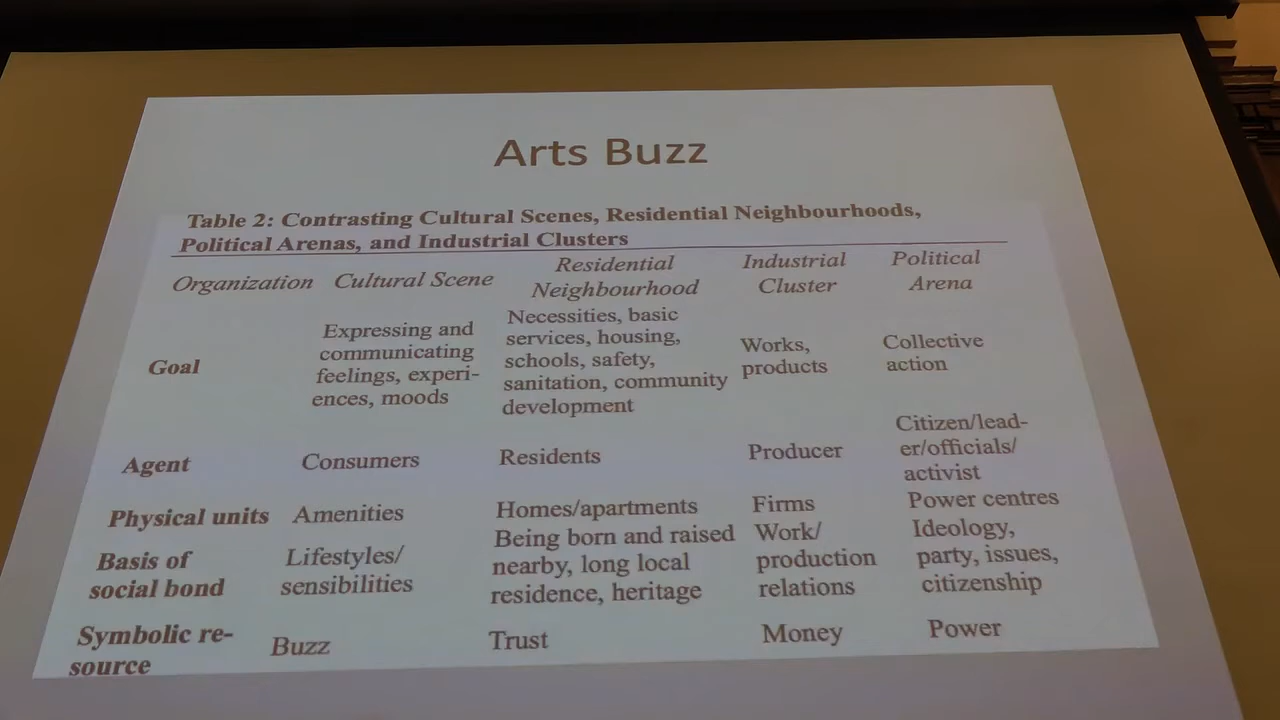 Arts Buzz
Table 2: Contrasting Cultural Scenes, Residential Neighbourhoods,
Political Arenas, and Industrial Clusters
Organization Cultural Scene Residential Neighbourhood Industrial Cluster Political Arena
Goal
Expressing and
communicating
feelings, experi-
ences, moods
Necessities, basic
services, housing,
schools, safety,
sanitation, community
development
Works,
products
Collective
action
Agent
Consumers
Residents
Producer
Citizen/lead-
er/officials/
activist
Physical units
Amenities
Homes/apartments
Firms
Power centres
Basis of
social bond
Lifestyles/
sensibilities
Being born and raised
nearby, long local
residence, heritage
Work/
production
relations
Ideology,
party, issues,
citizenship
Symbolic re-
source
Buzz
Trust
Money
Power